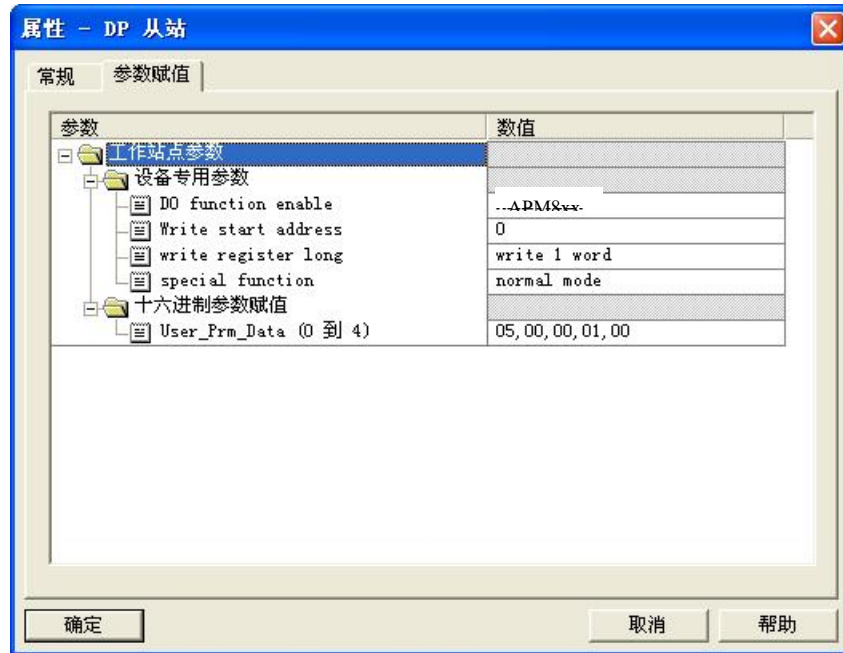 属性 - DP 从站
常规 参数赋值
参数 数值
工作站点参数
设备专用参数
DO function enable --APM8xx-
Write start address 0
write register long write 1 word
special function normal mode
十六进制参数赋值
User_Prm_Data (0 到 4) 05,00,00,01,00
确定 取消 帮助